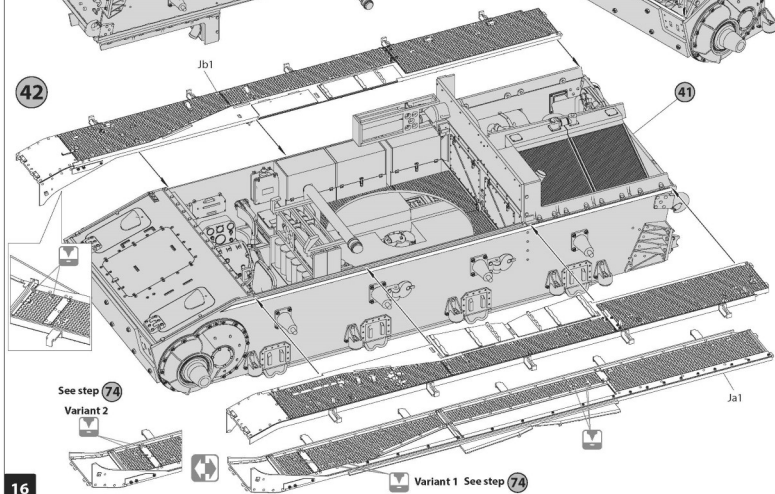 Jb1
42
41
See step 74
Variant 2
Ja1
Variant 1 See step 74
16